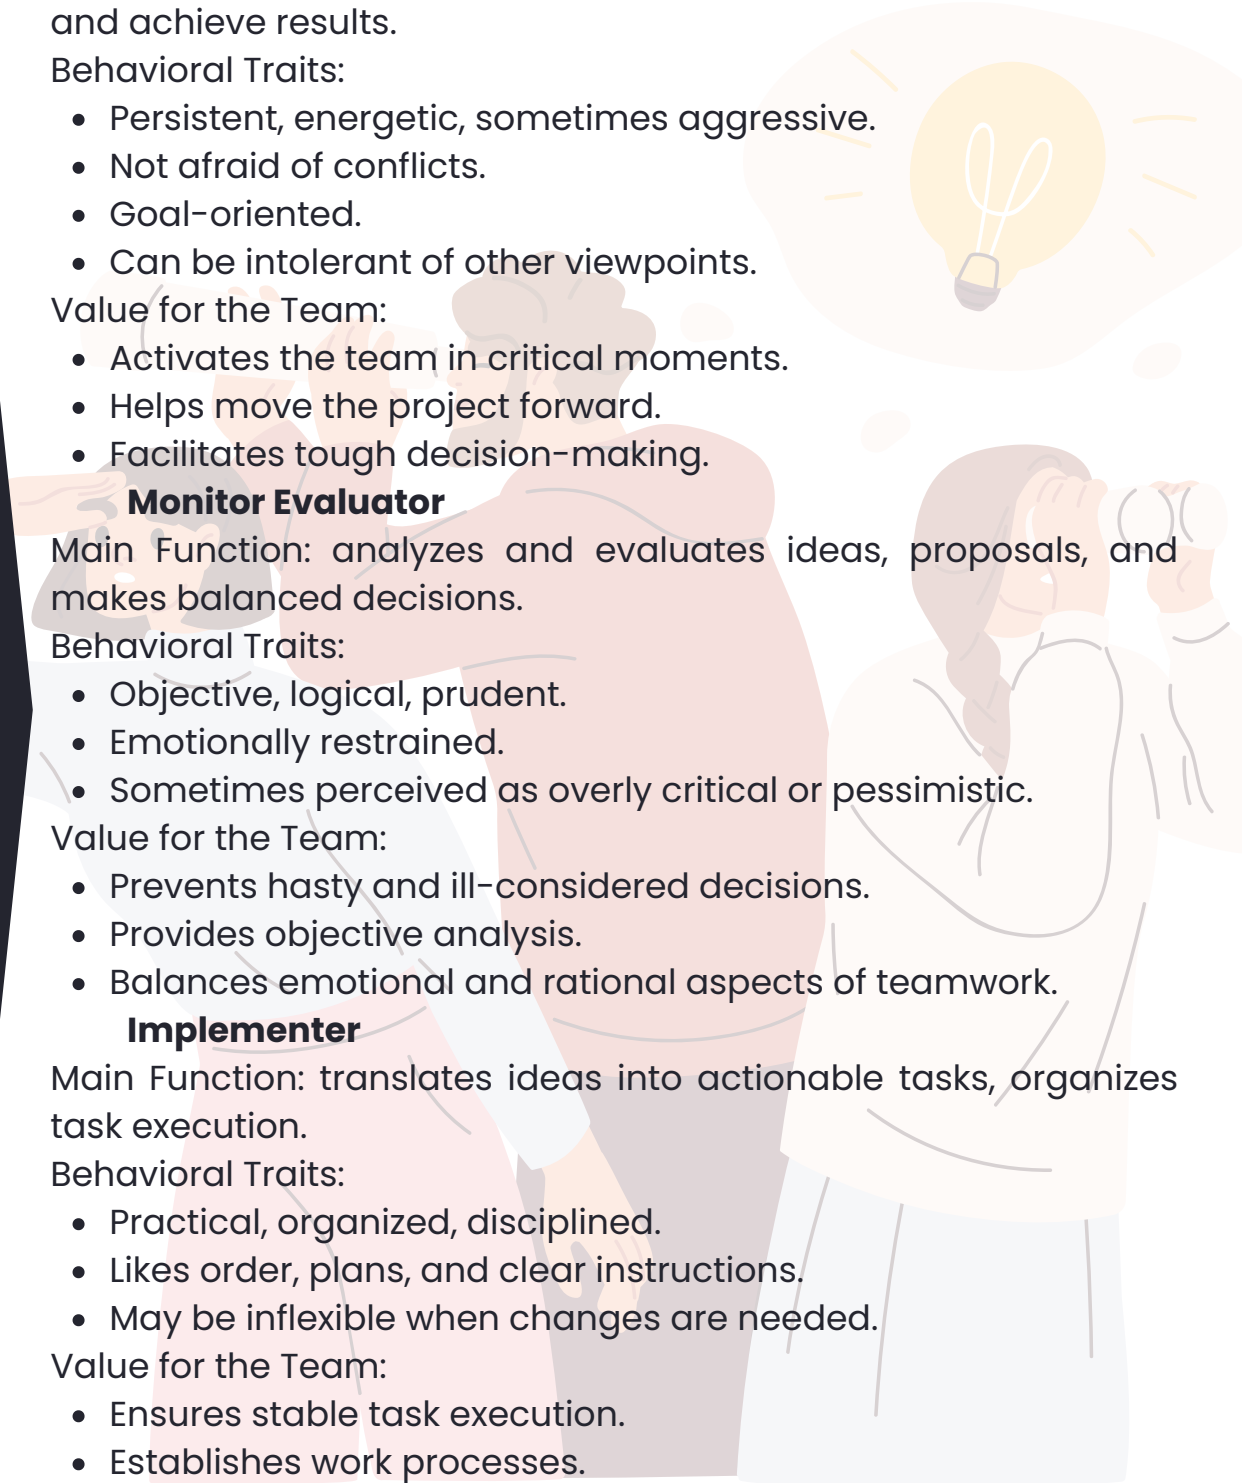 and achieve results.
Behavioral Traits:
• Persistent, energetic, sometimes aggressive.
• Not afraid of conflicts.
• Goal-oriented.
• Can be intolerant of other viewpoints.
Value for the Team:
• Activates the team in critical moments.
• Helps move the project forward.
• Facilitates tough decision-making.
Monitor Evaluator
Main Function: analyzes and evaluates ideas, proposals, and
makes balanced decisions.
Behavioral Traits:
• Objective, logical, prudent.
• Emotionally restrained.
• Sometimes perceived as overly critical or pessimistic.
Value for the Team:
• Prevents hasty and ill-considered decisions.
• Provides objective analysis.
• Balances emotional and rational aspects of teamwork.
Implementer
Main Function: translates ideas into actionable tasks, organizes
task execution.
Behavioral Traits:
• Practical, organized, disciplined.
• Likes order, plans, and clear instructions.
• May be inflexible when changes are needed.
Value for the Team:
• Ensures stable task execution.
• Establishes work processes.